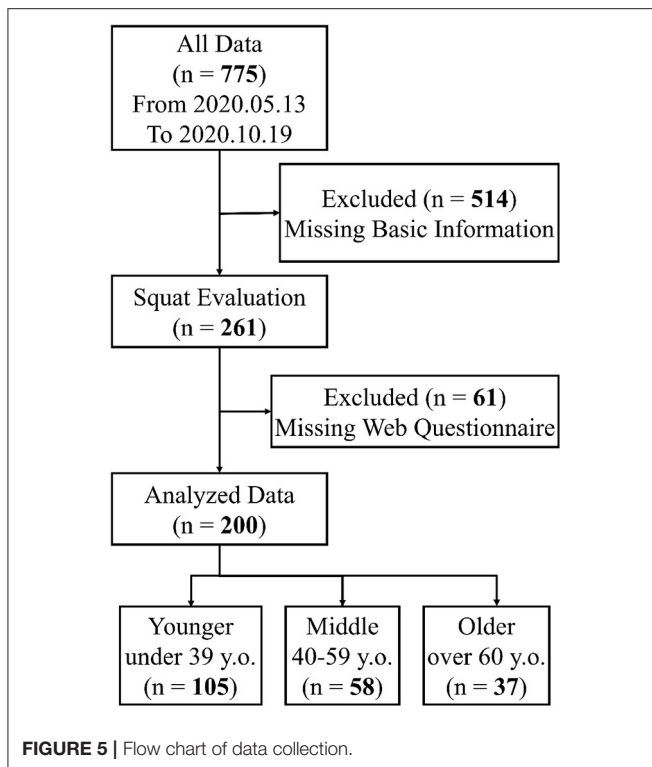 All Data
(n = 775)
From 2020.05.13
To 2020.10.19
Excluded (n = 514)
Missing Basic Information
Squat Evaluation
(n = 261)
Excluded (n = 61)
Missing Web Questionnaire
Analyzed Data
(n = 200)
Younger
under 39 y.o.
(n = 105)
Middle
40-59 y.o.
(n = 58)
Older
over 60 y.o.
(n = 37)
FIGURE 5 | Flow chart of data collection.